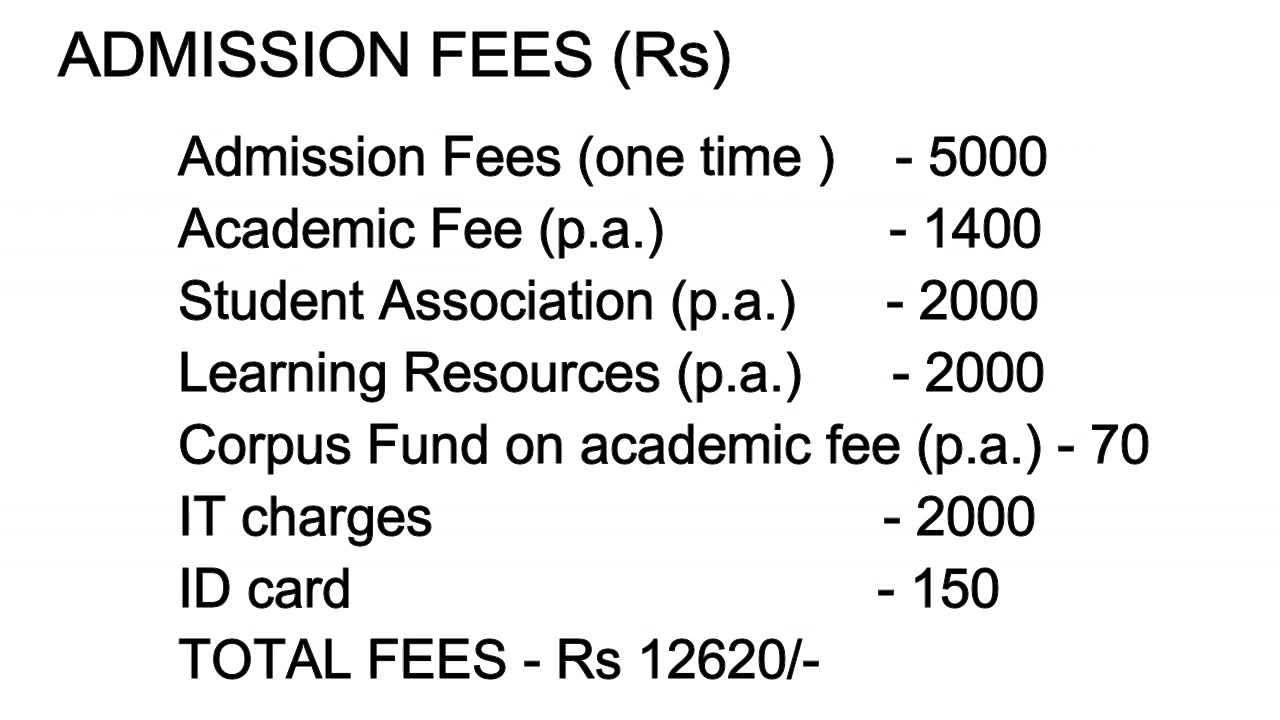 ADMISSION FEES (Rs)
Admission Fees (one time ) - 5000
Academic Fee (p.a.) - 1400
Student Association (p.a.) - 2000
Learning Resources (p.a.) - 2000
Corpus Fund on academic fee (p.a.) - 70
IT charges - 2000
ID card - 150
TOTAL FEES - Rs 12620/-